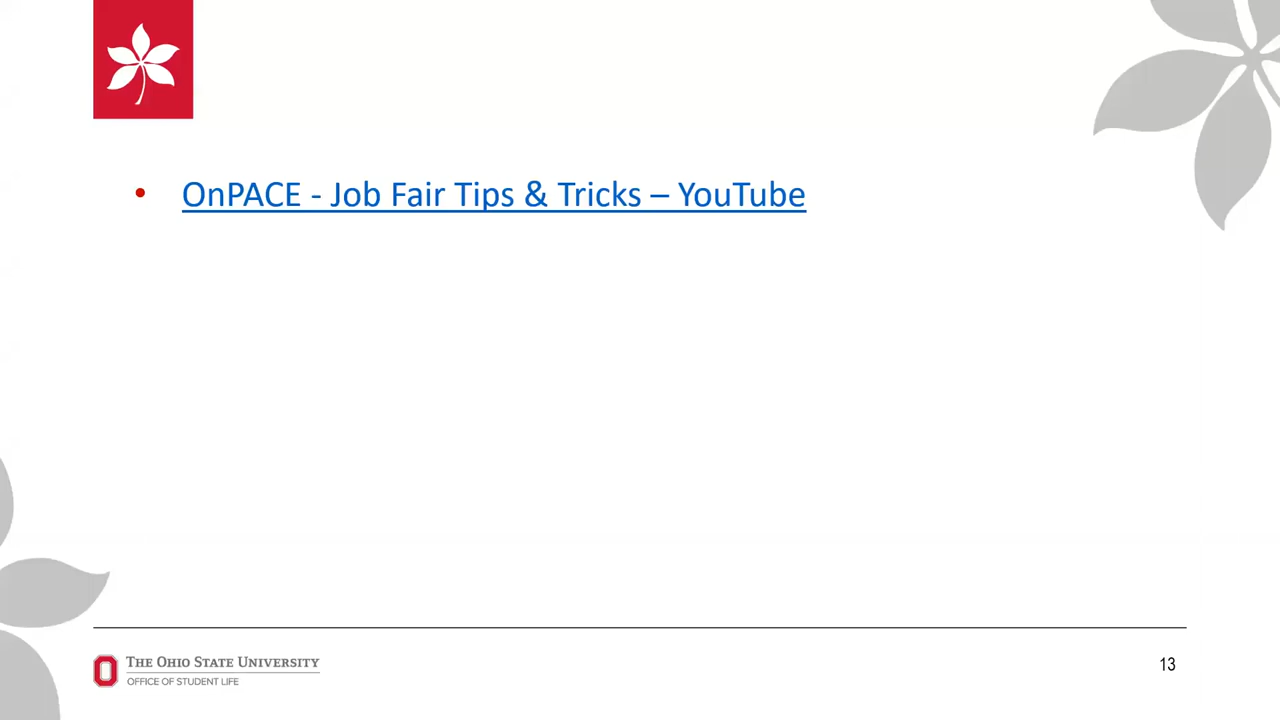 • OnPACE - Job Fair Tips & Tricks – YouTube
THE OHIO STATE UNIVERSITY
OFFICE OF STUDENT LIFE
13